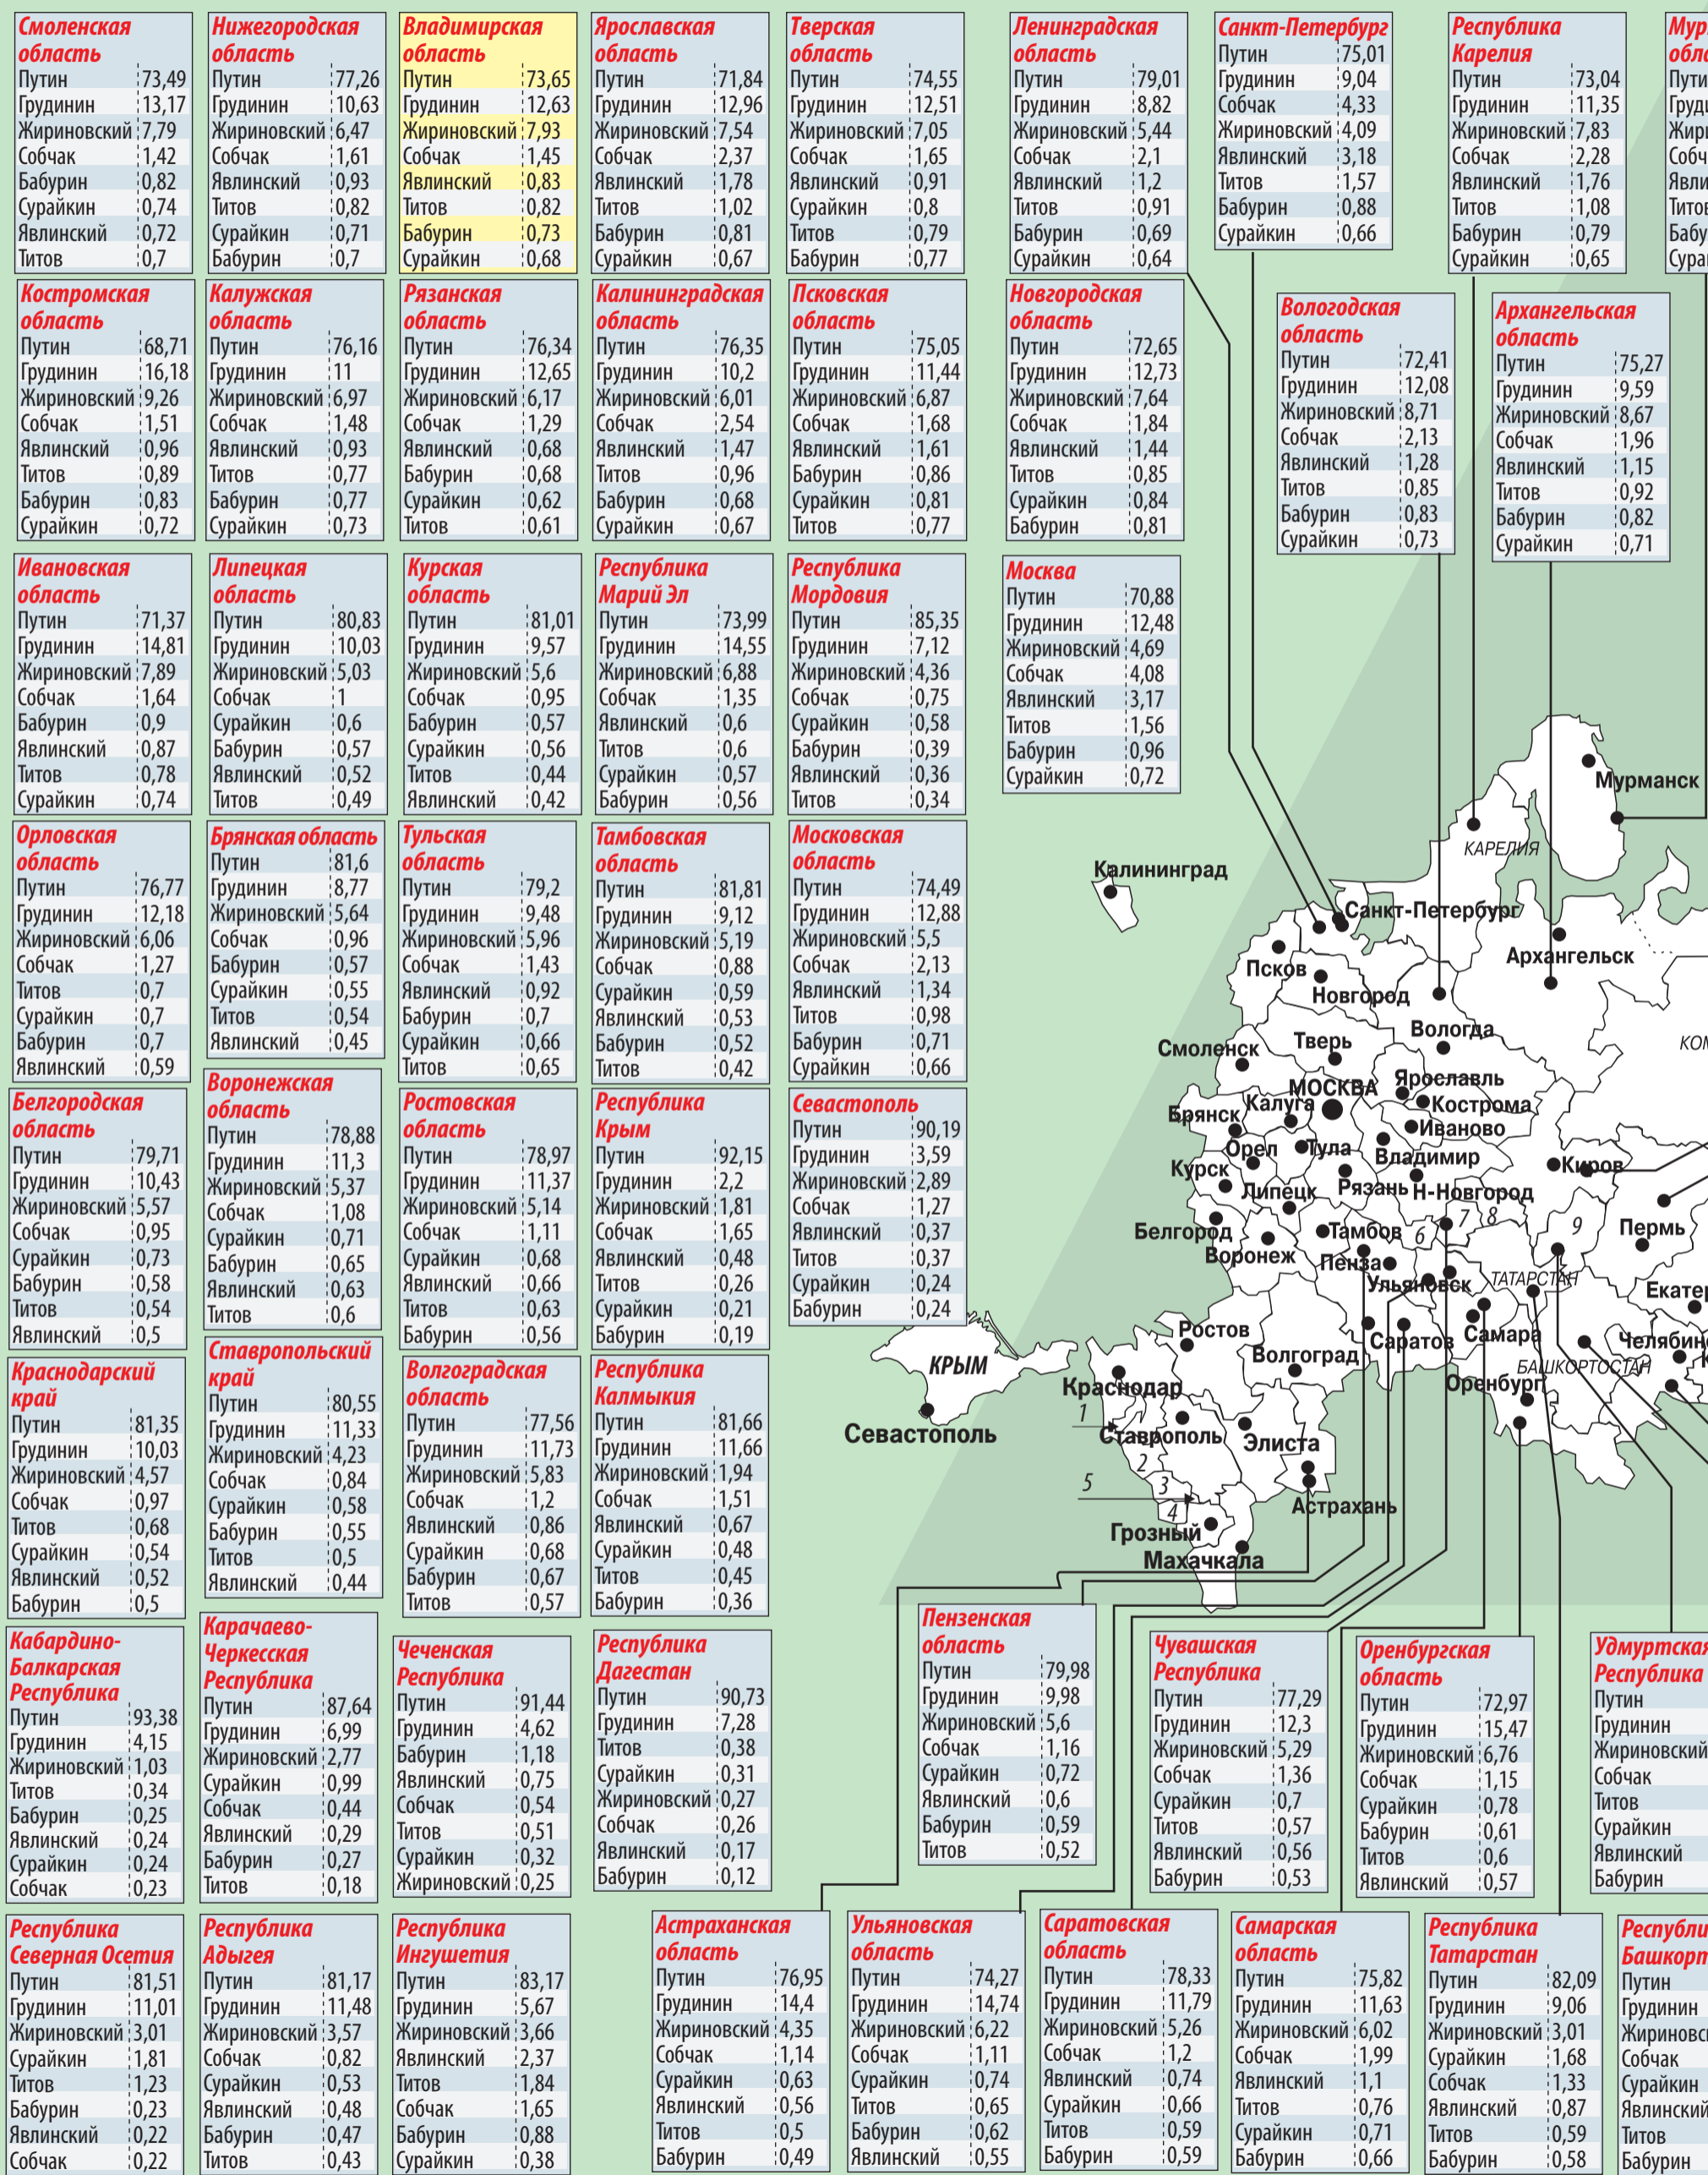 Смоленская
область
Путин 73,49
Грудинин 13,17
Жириновский 7,79
Собчак 1,42
Бабурин 0,82
Сурайкин 0,74
Явлинский 0,72
Титов 0,7
Нижегородская
область
Путин 77,26
Грудинин 10,63
Жириновский 6,47
Собчак 1,61
Явлинский 0,93
Титов 0,82
Сурайкин 0,71
Бабурин 0,7
Владимирская
область
Путин 73,65
Грудинин 12,63
Жириновский 7,93
Собчак 1,45
Явлинский 0,83
Титов 0,82
Бабурин 0,73
Сурайкин 0,68
Ярославская
область
Путин 71,84
Грудинин 12,96
Жириновский 7,54
Собчак 2,37
Явлинский 1,78
Титов 1,02
Бабурин 0,81
Сурайкин 0,67
Тверская
область
Путин 74,55
Грудинин 12,51
Жириновский 7,05
Собчак 1,65
Явлинский 0,91
Сурайкин 0,8
Титов 0,79
Бабурин 0,77
Ленинградская
область
Путин 79,01
Грудинин 8,82
Жириновский 5,44
Собчак 2,1
Явлинский 1,2
Титов 0,91
Бабурин 0,69
Сурайкин 0,64
Санкт-Петербург
Путин 75,01
Грудинин 9,04
Собчак 4,33
Жириновский 4,09
Явлинский 3,18
Титов 1,57
Бабурин 0,88
Сурайкин 0,66
Республика
Карелия
Путин 73,04
Грудинин 11,35
Жириновский 7,83
Собчак 2,28
Явлинский 1,76
Титов 1,08
Бабурин 0,79
Сурайкин 0,65
Костромская
область
Путин 68,71
Грудинин 16,18
Жириновский 9,26
Собчак 1,51
Явлинский 0,96
Титов 0,89
Бабурин 0,83
Сурайкин 0,72
Калужская
область
Путин 76,16
Грудинин 11
Жириновский 6,97
Собчак 1,48
Явлинский 0,93
Титов 0,77
Бабурин 0,77
Сурайкин 0,73
Рязанская
область
Путин 76,34
Грудинин 12,65
Жириновский 6,17
Собчак 1,29
Явлинский 0,68
Бабурин 0,68
Сурайкин 0,62
Титов 0,61
Калининградская
область
Путин 76,35
Грудинин 10,2
Жириновский 6,01
Собчак 2,54
Явлинский 1,47
Титов 0,96
Бабурин 0,68
Сурайкин 0,67
Псковская
область
Путин 75,05
Грудинин 11,44
Жириновский 6,87
Собчак 1,68
Явлинский 1,61
Бабурин 0,86
Сурайкин 0,81
Титов 0,77
Новгородская
область
Путин 72,65
Грудинин 12,73
Жириновский 7,64
Собчак 1,84
Явлинский 1,44
Титов 0,85
Сурайкин 0,84
Бабурин 0,81
Вологодская
область
Путин 72,41
Грудинин 12,08
Жириновский 8,71
Собчак 2,13
Явлинский 1,28
Титов 0,85
Бабурин 0,83
Сурайкин 0,73
Архангельская
область
Путин 75,27
Грудинин 9,59
Жириновский 8,67
Собчак 1,96
Явлинский 1,15
Титов 0,92
Бабурин 0,82
Сурайкин 0,71
Ивановская
область
Путин 71,37
Грудинин 14,81
Жириновский 7,89
Собчак 1,64
Бабурин 0,9
Явлинский 0,87
Титов 0,78
Сурайкин 0,74
Липецкая
область
Путин 80,83
Грудинин 10,03
Жириновский 5,03
Собчак 1
Сурайкин 0,6
Бабурин 0,57
Явлинский 0,52
Титов 0,49
Курская
область
Путин 81,01
Грудинин 9,57
Жириновский 5,6
Собчак 0,95
Бабурин 0,57
Сурайкин 0,56
Титов 0,44
Явлинский 0,42
Республика
Марий Эл
Путин 73,99
Грудинин 14,55
Жириновский 6,88
Собчак 1,35
Явлинский 0,6
Титов 0,6
Сурайкин 0,57
Бабурин 0,56
Республика
Мордовия
Путин 85,35
Грудинин 7,12
Жириновский 4,36
Собчак 0,75
Сурайкин 0,58
Бабурин 0,39
Явлинский 0,36
Титов 0,34
Москва
Путин 70,88
Грудинин 12,48
Жириновский 4,69
Собчак 4,08
Явлинский 3,17
Титов 1,56
Бабурин 0,96
Сурайкин 0,72
Орловская
область
Путин 76,77
Грудинин 12,18
Жириновский 6,06
Собчак 1,27
Титов 0,7
Сурайкин 0,7
Бабурин 0,7
Явлинский 0,59
Брянская область
Путин 81,6
Грудинин 8,77
Жириновский 5,64
Собчак 0,96
Бабурин 0,57
Сурайкин 0,55
Титов 0,54
Явлинский 0,45
Тульская
область
Путин 79,2
Грудинин 9,48
Жириновский 5,96
Собчак 1,43
Явлинский 0,92
Бабурин 0,7
Сурайкин 0,66
Титов 0,65
Тамбовская
область
Путин 81,81
Грудинин 9,12
Жириновский 5,19
Собчак 0,88
Сурайкин 0,59
Явлинский 0,53
Бабурин 0,52
Титов 0,42
Московская
область
Путин 74,49
Грудинин 12,88
Жириновский 5,5
Собчак 2,13
Явлинский 1,34
Титов 0,98
Бабурин 0,71
Сурайкин 0,66
Белгородская
область
Путин 79,71
Грудинин 10,43
Жириновский 5,57
Собчак 0,95
Сурайкин 0,73
Бабурин 0,58
Титов 0,54
Явлинский 0,5
Воронежская
область
Путин 78,88
Грудинин 11,3
Жириновский 5,37
Собчак 1,08
Сурайкин 0,71
Бабурин 0,65
Явлинский 0,63
Титов 0,6
Ростовская
область
Путин 78,97
Грудинин 11,37
Жириновский 5,14
Собчак 1,11
Сурайкин 0,68
Явлинский 0,66
Титов 0,63
Бабурин 0,56
Республика
Крым
Путин 92,15
Грудинин 2,2
Жириновский 1,81
Собчак 1,65
Явлинский 0,48
Титов 0,26
Сурайкин 0,21
Бабурин 0,19
Севастополь
Путин 90,19
Грудинин 3,59
Жириновский 2,89
Собчак 1,27
Явлинский 0,37
Титов 0,37
Сурайкин 0,24
Бабурин 0,24
Краснодарский
край
Путин 81,35
Грудинин 10,03
Жириновский 4,57
Собчак 0,97
Титов 0,68
Сурайкин 0,54
Явлинский 0,52
Бабурин 0,5
Ставропольский
край
Путин 80,55
Грудинин 11,33
Жириновский 4,23
Собчак 0,84
Сурайкин 0,58
Бабурин 0,55
Титов 0,5
Явлинский 0,44
Волгоградская
область
Путин 77,56
Грудинин 11,73
Жириновский 5,83
Собчак 1,2
Явлинский 0,86
Сурайкин 0,68
Бабурин 0,67
Титов 0,57
Республика
Калмыкия
Путин 81,66
Грудинин 11,66
Жириновский 1,94
Собчак 1,51
Явлинский 0,67
Сурайкин 0,48
Титов 0,45
Бабурин 0,36
Мурманск
КАРЕЛИЯ
Калининград
Санкт-Петербург
Архангельск
Псков
Новгород
Вологда
Тверь
Смоленск
МОСКВА
Ярославль
Кострома
Калуга
Брянск
Иваново
Орел
Тула
Владимир
Киров
Курск
Рязань
Н-Новгород
Липецк
7
8
9
Пермь
Белгород
Тамбов
6
Воронеж
Пенза
Ульяновск
ТАТАРСТАН
Ростов
Саратов
Самара
Волгоград
КРЫМ
БАШКОРТОСТАН
Оренбург
Краснодар
1
Севастополь
Ставрополь
Элиста
2
5
3
4
Астрахань
Грозный
Махачкала
Кабардино-
Балкарская
Республика
Путин 93,38
Грудинин 4,15
Жириновский 1,03
Титов 0,34
Бабурин 0,25
Явлинский 0,24
Сурайкин 0,24
Собчак 0,23
Карачаево-
Черкесская
Республика
Путин 87,64
Грудинин 6,99
Жириновский 2,77
Сурайкин 0,99
Собчак 0,44
Явлинский 0,29
Бабурин 0,27
Титов 0,18
Чеченская
Республика
Путин 91,44
Грудинин 4,62
Бабурин 1,18
Явлинский 0,75
Собчак 0,54
Титов 0,51
Сурайкин 0,32
Жириновский 0,25
Республика
Дагестан
Путин 90,73
Грудинин 7,28
Титов 0,38
Сурайкин 0,31
Жириновский 0,27
Собчак 0,26
Явлинский 0,17
Бабурин 0,12
Пензенская
область
Путин 79,98
Грудинин 9,98
Жириновский 5,6
Собчак 1,16
Сурайкин 0,72
Явлинский 0,6
Бабурин 0,59
Титов 0,52
Чувашская
Республика
Путин 77,29
Грудинин 12,3
Жириновский 5,29
Собчак 1,36
Сурайкин 0,7
Титов 0,57
Явлинский 0,56
Бабурин 0,53
Оренбургская
область
Путин 72,97
Грудинин 15,47
Жириновский 6,76
Собчак 1,15
Сурайкин 0,78
Бабурин 0,61
Титов 0,6
Явлинский 0,57
Удмуртская
Республика
Путин
Грудинин
Жириновский
Собчак
Титов
Сурайкин
Явлинский
Бабурин
Республика
Северная Осетия
Путин 81,51
Грудинин 11,01
Жириновский 3,01
Сурайкин 1,81
Титов 1,23
Бабурин 0,23
Явлинский 0,22
Собчак 0,22
Республика
Адыгея
Путин 81,17
Грудинин 11,48
Жириновский 3,57
Собчак 0,82
Сурайкин 0,53
Явлинский 0,48
Бабурин 0,47
Титов 0,43
Республика
Ингушетия
Путин 83,17
Грудинин 5,67
Жириновский 3,66
Явлинский 2,37
Титов 1,84
Собчак 1,65
Бабурин 0,88
Сурайкин 0,38
Астраханская
область
Путин 76,95
Грудинин 14,4
Жириновский 4,35
Собчак 1,14
Сурайкин 0,63
Явлинский 0,56
Титов 0,5
Бабурин 0,49
Ульяновская
область
Путин 74,27
Грудинин 14,74
Жириновский 6,22
Собчак 1,11
Сурайкин 0,74
Титов 0,65
Бабурин 0,62
Явлинский 0,55
Саратовская
область
Путин 78,33
Грудинин 11,79
Жириновский 5,26
Собчак 1,2
Явлинский 0,74
Сурайкин 0,66
Титов 0,59
Бабурин 0,59
Самарская
область
Путин 75,82
Грудинин 11,63
Жириновский 6,02
Собчак 1,99
Явлинский 1,1
Титов 0,76
Сурайкин 0,71
Бабурин 0,66
Республика
Татарстан
Путин 82,09
Грудинин 9,06
Жириновский 3,01
Сурайкин 1,68
Собчак 1,33
Явлинский 0,87
Титов 0,59
Бабурин 0,58
Путин
Грудинин
Собчак
Сурайкин
Явлинский
Титов
Бабурин